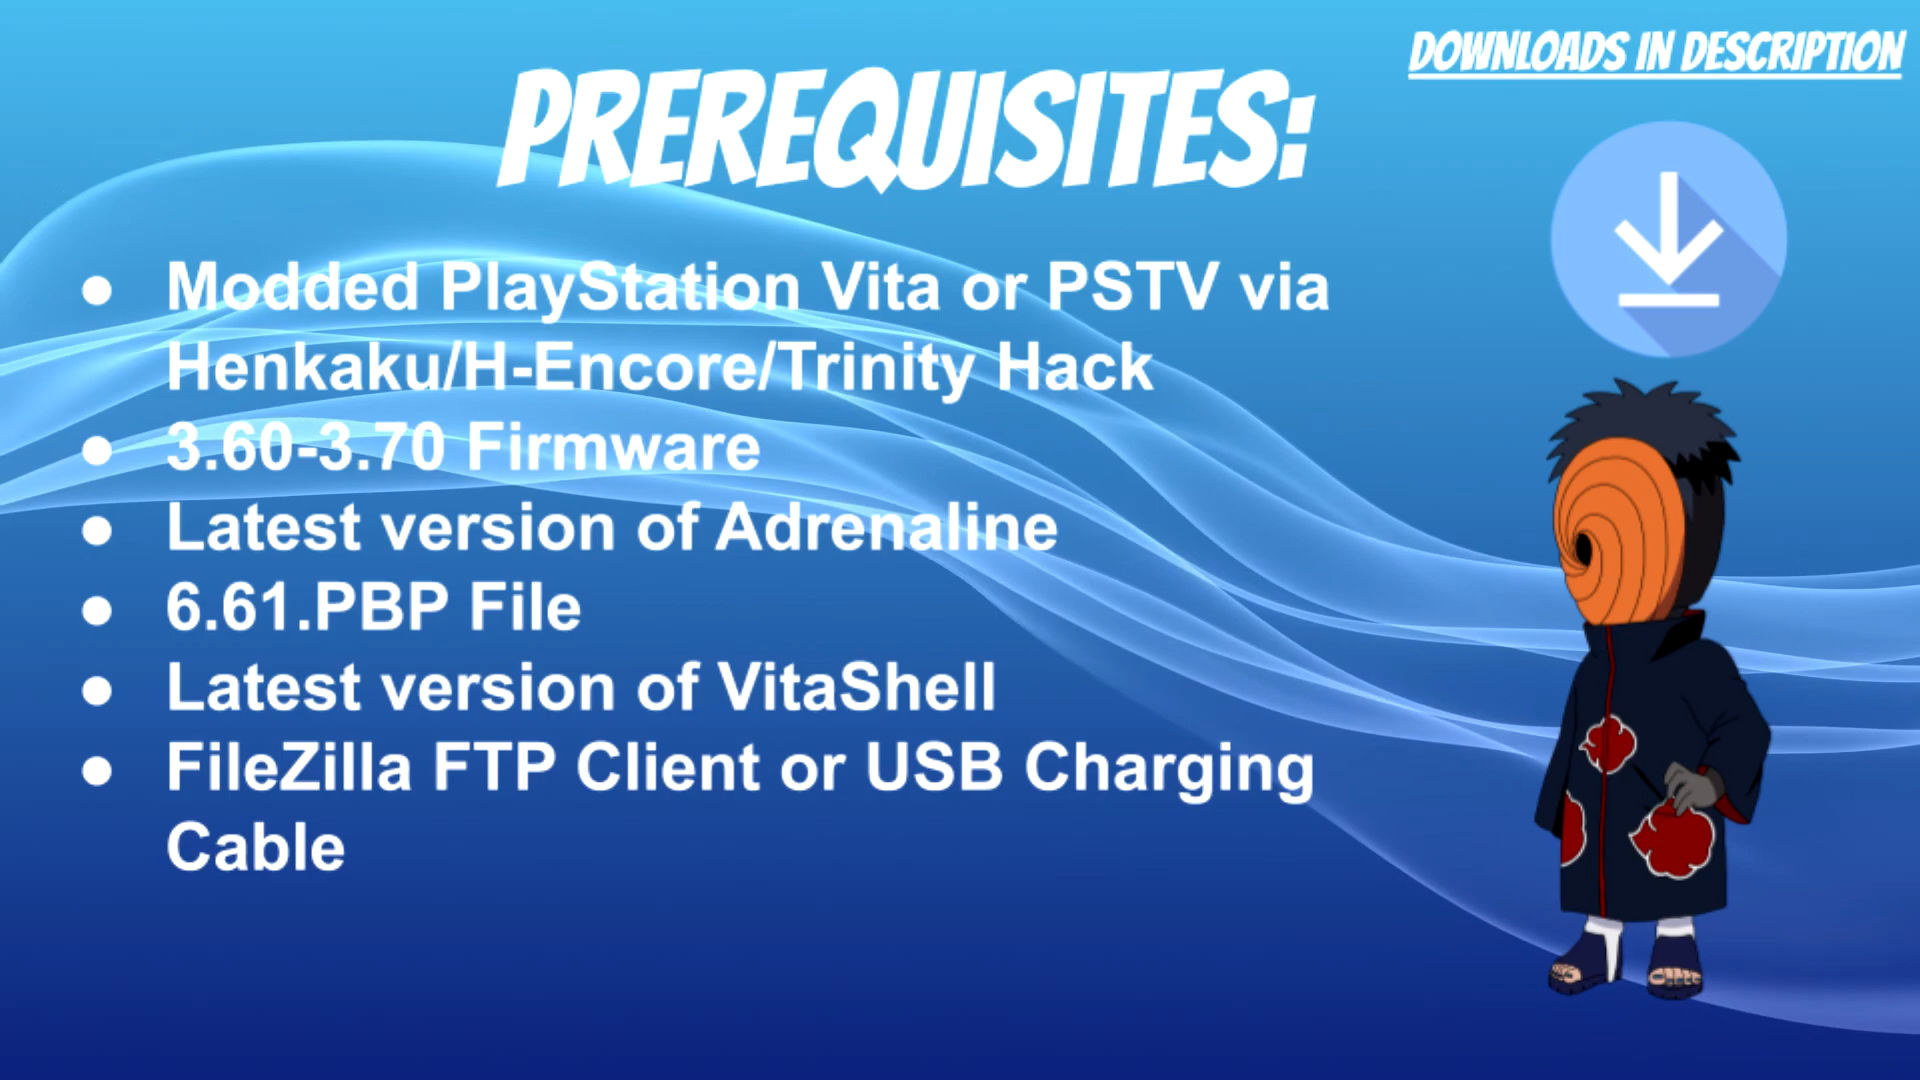 DOWNLOADS IN DESCRIPTION
PREREQUISITES:
● Modded PlayStation Vita or PSTV via
Henkaku/H-Encore/Trinity Hack
● 3.60-3.70 Firmware
● Latest version of Adrenaline
● 6.61.PBP File
● Latest version of VitaShell
● FileZilla FTP Client or USB Charging
Cable